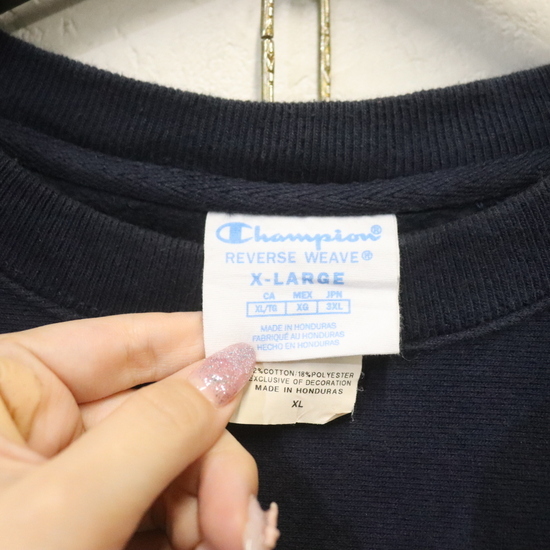 Champion®
REVERSE WEAVE®
X-LARGE
CA MEX JPN
XL/TG XG 3XL
MADE IN HONDURAS
FABRIQUÉ AU HONDURAS
HECHO EN HONDURAS
2%COTTON/18%POLYESTER
EXCLUSIVE OF DECORATION
MADE IN HONDURAS
XL